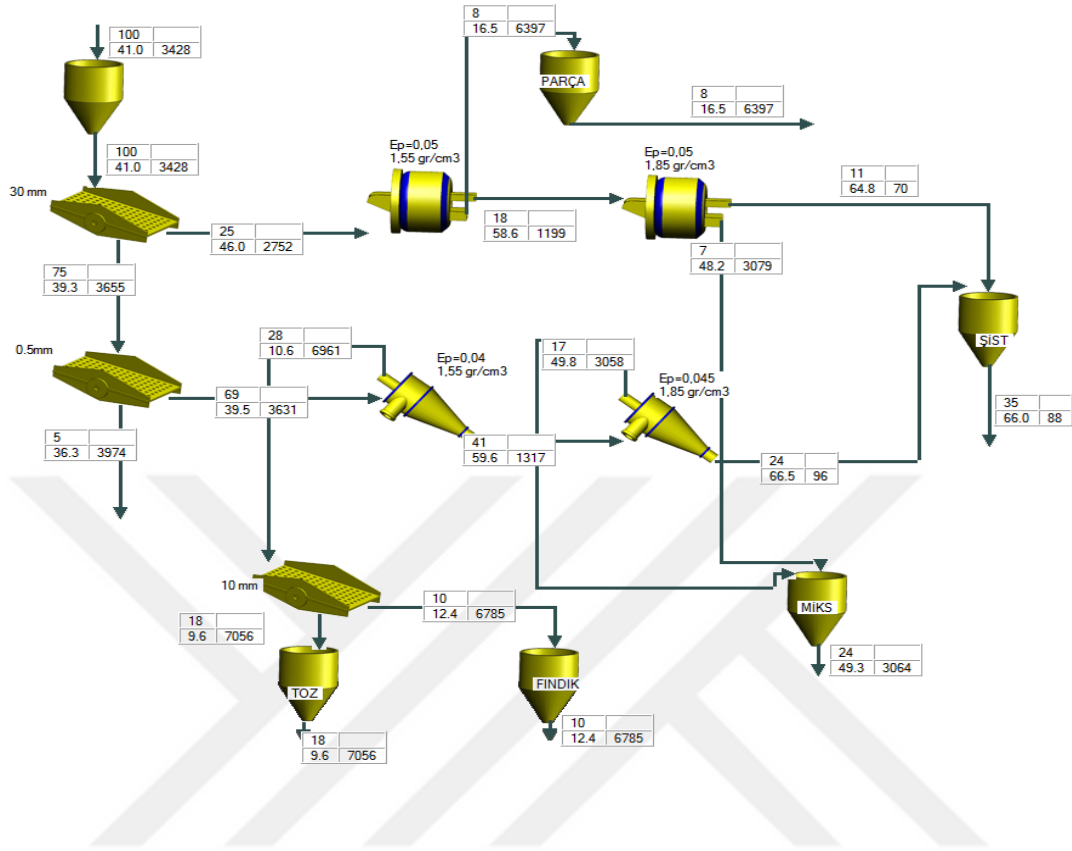 8
16.5 6397
100
41.0 3428
PARÇA
8
16.5 6397
100
41.0 3428
Ep=0,05
1,55 gr/cm3
Ep=0,05
1,85 gr/cm3
11
64.8 70
30 mm
18
58.6 1199
25
46.0 2752
7
48.2 3079
75
39.3 3655
ŞİST
0.5mm
28
10.6 6961
Ep=0,04
1,55 gr/cm3
17
49.8 3058
Ep=0,045
1,85 gr/cm3
69
39.5 3631
35
66.0 88
5
36.3 3974
41
59.6 1317
24
66.5 96
10 mm
10
12.4 6785
MİKS
18
9.6 7056
24
49.3 3064
TOZ
FINDIK
10
12.4 6785
18
9.6 7056